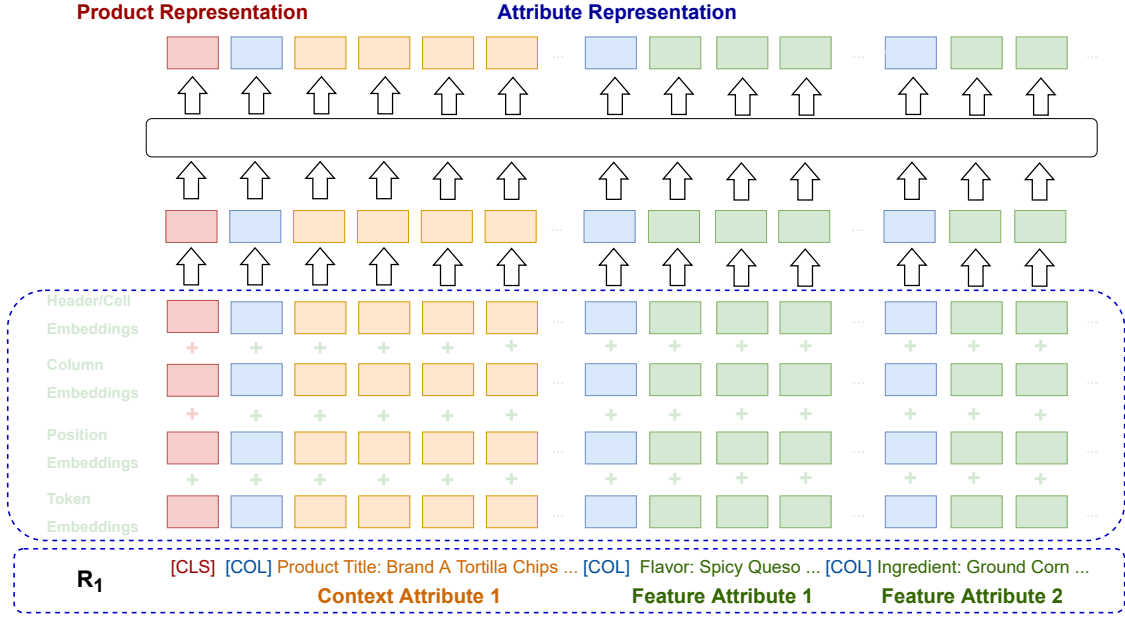 Product Representation Attribute Representation
... ... ...
... ... ...
Header/Cell
Embeddings ... ... ...
+ + + + + + + + + + + + +
Column
Embeddings ... ... ...
+ + + + + + + + + + + + +
Position
Embeddings ... ... ...
+ + + + + + + + + + + + +
Token
Embeddings ... ... ...
R1 [CLS] [COL] Product Title: Brand A Tortilla Chips ... [COL] Flavor: Spicy Queso ... [COL] Ingredient: Ground Corn ...
Context Attribute 1 Feature Attribute 1 Feature Attribute 2